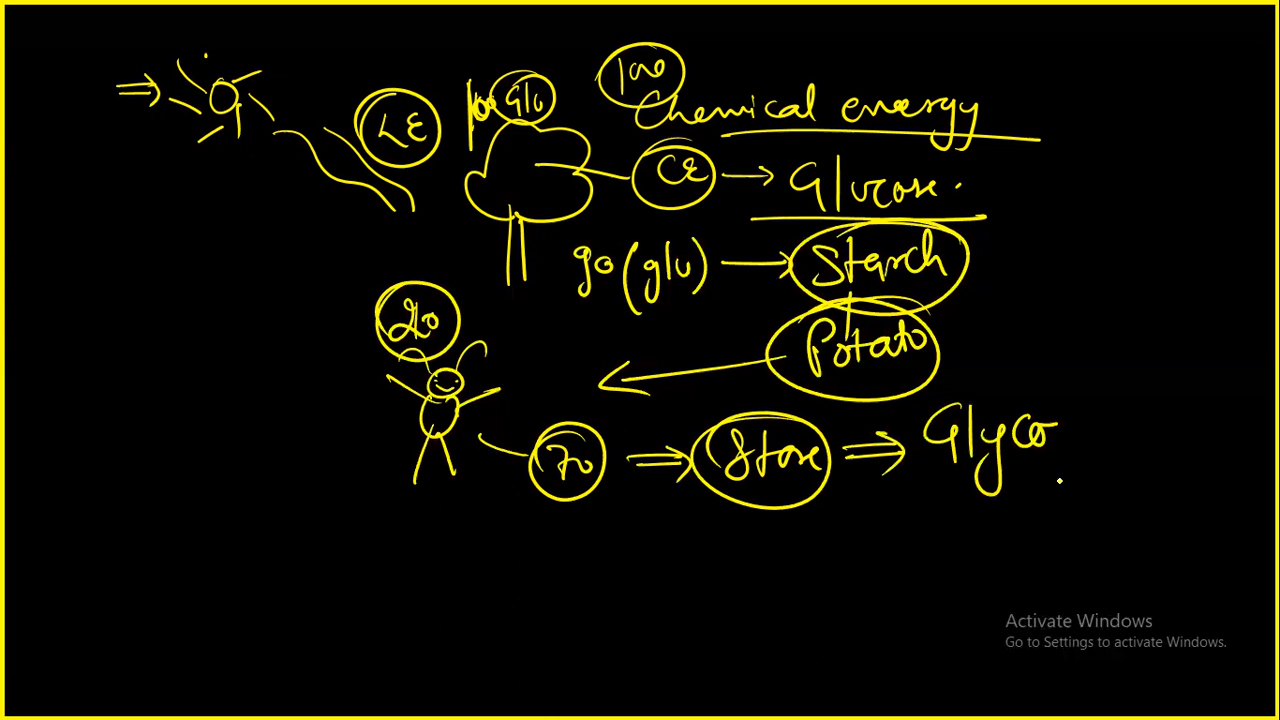 ⇒ LE 100 Glu 100
Chemical energy
CE → Glucose.
90 (glu) → Starch
20 Potato
70 ⇒ Store ⇒ Glyco
Activate Windows
Go to Settings to activate Windows.